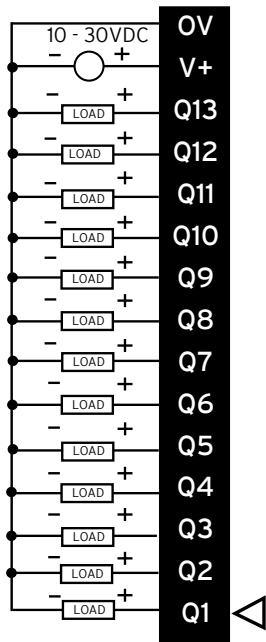 0V
10 - 30VDC
- + V+
- LOAD + Q13
- LOAD + Q12
- LOAD + Q11
- LOAD + Q10
- LOAD + Q9
- LOAD + Q8
- LOAD + Q7
- LOAD + Q6
- LOAD + Q5
- LOAD + Q4
- LOAD + Q3
- LOAD + Q2
- LOAD + Q1